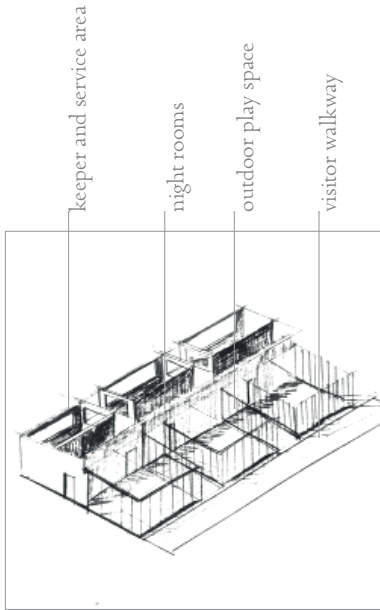 keeper and service area
night rooms
outdoor play space
visitor walkway